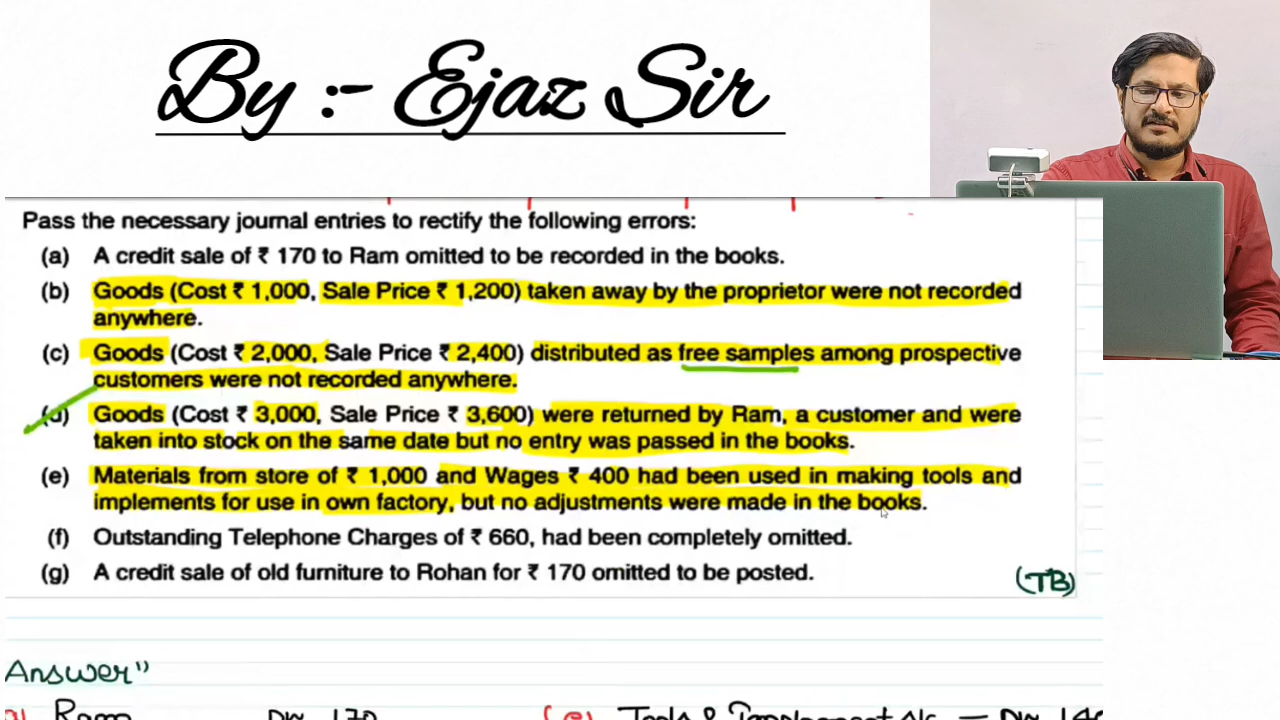 By :- Ejaz Sir
Pass the necessary journal entries to rectify the following errors:
(a) A credit sale of ₹ 170 to Ram omitted to be recorded in the books.
(b) Goods (Cost ₹ 1,000, Sale Price ₹ 1,200) taken away by the proprietor were not recorded
anywhere.
(c) Goods (Cost ₹ 2,000, Sale Price ₹ 2,400) distributed as free samples among prospective
customers were not recorded anywhere.
(d) Goods (Cost ₹ 3,000, Sale Price ₹ 3,600) were returned by Ram, a customer and were
taken into stock on the same date but no entry was passed in the books.
(e) Materials from store of ₹ 1,000 and Wages ₹ 400 had been used in making tools and
implements for use in own factory, but no adjustments were made in the books.
(f) Outstanding Telephone Charges of ₹ 660, had been completely omitted.
(g) A credit sale of old furniture to Rohan for ₹ 170 omitted to be posted.
(TB)
Answer"
Ram Dr. 170 (e) Tools &